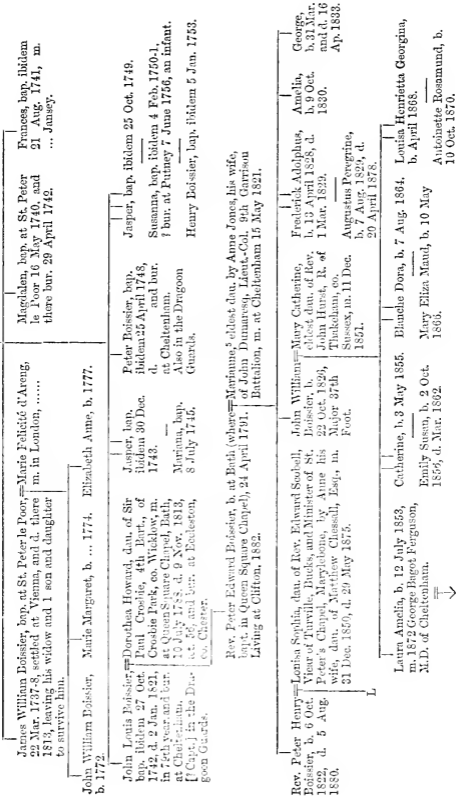 James William Boissier, bap. at St. Peter le Poor,=Marie Félicité d'Areng,
22 Mar. 1737-8, settled at Vienna, and d. there m. in London, ......
1813, leaving his widow and 1 son and daughter
to survive him.
Magdalen, bap. at St. Peter
le Poor 16 May 1740, and
there bur. 29 April 1742.
Frances, bap. ibidem
21 Aug. 1741, m.
... Jansey.
John William Boissier,
b. 1772.
Marie Margaret, b. ... 1774.
Elizabeth Anne, b. 1777.
John Louis Boissier,=Dorothea Howard, dau. of Sir
bap. ibidem 27 Oct. Paul Crosbie, 4th Bart., of
1742, d. 2 Jan. 1821, Crosbie Park, co. Wicklow, m.
in 79th year, and bur. at Queen Square Chapel, Bath,
at Cheltenham. 10 July 1788, d. 9 Nov. 1813,
[? Capt.] in the Dra- and bur. at Eccleston,
goon Guards. co. Chester.
Jasper, bap.
ibidem 30 Dec.
1743.
Mariana, bap.
8 July 1745.
Peter Boissier, bap.
ibidem 25 April 1748,
d. and bur.
at Cheltenham.
Also in the Dragoon
Guards.
Jasper, bap. ibidem 25 Oct. 1749.
Susanna, bap. ibidem 4 Feb. 1750-1,
? bur. at Putney 7 June 1756, an infant.
Henry Boissier, bap. ibidem 5 Jan. 1753.
Rev. Peter Edward Boissier, b. at Bath (where=Marianne,⁵ eldest dau. by Anne Jones, his wife,
bapt. in Queen Square Chapel), 24 April 1791. of John Dumaresq, Lieut.-Col. 9th Garrison
Living at Clifton, 1882. Battalion, m. at Cheltenham 15 May 1821.
Rev. Peter Henry=Louisa Sophia, dau. of Rev. Edward Scobell,
Boissier, b. 6 Oct. Vicar of Turville, Bucks, and Minister of St.
1822, d. 5 Aug. Peter's Chapel, Marylebone, by Anne his
1880. wife, dau. of Matthew Chessall, Esq., m.
31 Dec. 1850, d. 29 May 1875.
John William=Mary Catherine,
Boissier, b. eldest dau. of Rev.
22 Oct. 1826, John Hurst, R. of
Major 37th Thakeham, co.
Foot. Sussex, m. 11 Dec.
1851.
Frederick Adolphus,
b. 13 April 1828, d.
1 Mar. 1829.
Augustus Peregrine,
b. 7 Aug. 1829, d.
20 April 1878.
Amelia,
b. 9 Oct.
1830.
George,
b. 31 Mar.
and d. 16
Ap. 1833.
Laura Amelia, b. 12 July 1853,
m. 1872 George Bagot Ferguson,
M.D. of Cheltenham.
Catherine, b. 3 May 1855.
Emily Susan, b. 2 Oct.
1856, d. Mar. 1862.
Blanche Dora, b. 7 Aug. 1864.
Mary Eliza Maud, b. 10 May
1866.
Louisa Henrietta Georgina,
b. April 1868.
Antoinette Rosamund, b.
10 Oct. 1870.